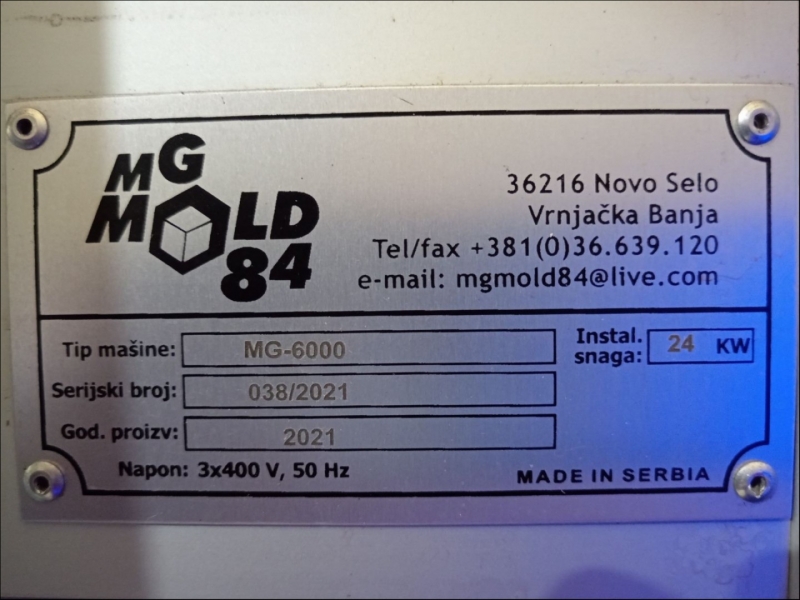 MG
MOLD
84
36216 Novo Selo
Vrnjačka Banja
Tel/fax +381(0)36.639.120
e-mail: mgmold84@live.com
Tip mašine: MG-6000
Instal. snaga: 24 KW
Serijski broj: 038/2021
God. proizv: 2021
Napon: 3x400 V, 50 Hz
MADE IN SERBIA